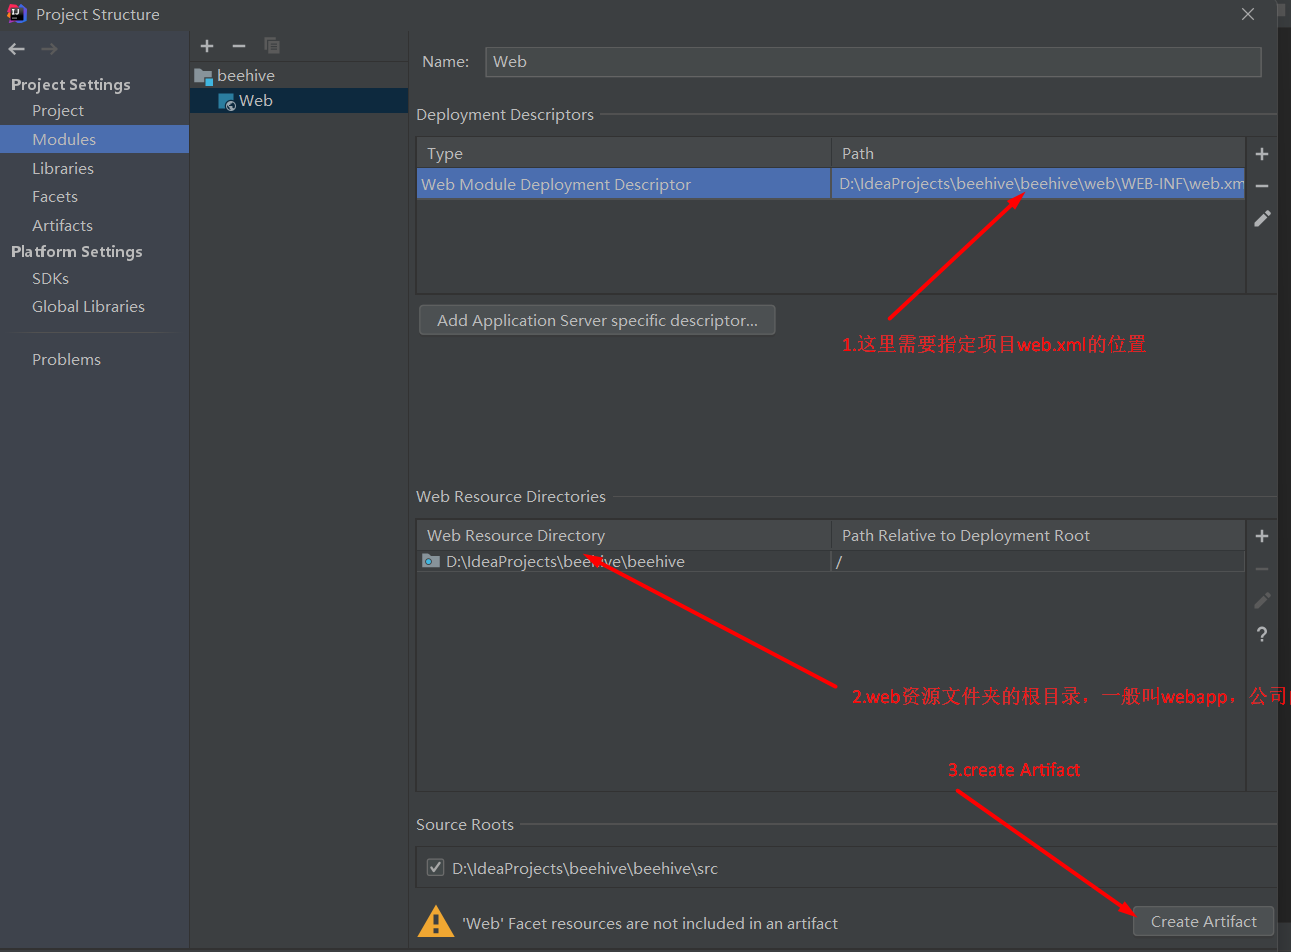 Project Structure
Project Settings
Project
Modules
Libraries
Facets
Artifacts
Platform Settings
SDKs
Global Libraries
Problems
beehive
Web
Name: Web
Deployment Descriptors
Type Path
Web Module Deployment Descriptor D:\IdeaProjects\beehive\beehive\web\WEB-INF\web.xm
Add Application Server specific descriptor...
1.这里需要指定项目web.xml的位置
Web Resource Directories
Web Resource Directory Path Relative to Deployment Root
D:\IdeaProjects\beehive\beehive /
?
2.web资源文件夹的根目录，一般叫webapp，公司
3.create Artifact
Source Roots
D:\IdeaProjects\beehive\beehive\src
'Web' Facet resources are not included in an artifact
Create Artifact